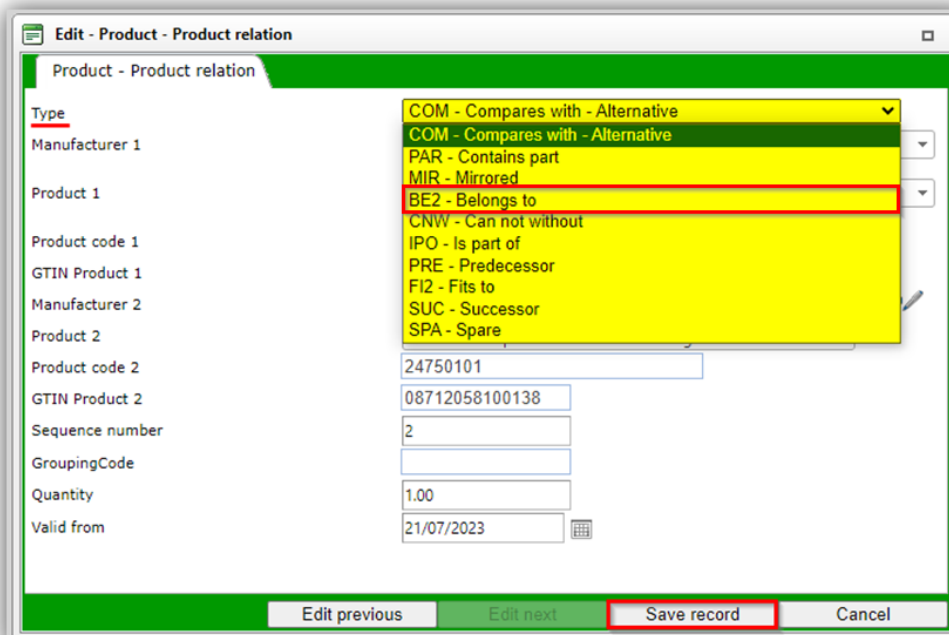 Edit - Product - Product relation
Product - Product relation
Type
COM - Compares with - Alternative
COM - Compares with - Alternative
Manufacturer 1
PAR - Contains part
MIR - Mirrored
Product 1
BE2 - Belongs to
CNW - Can not without
Product code 1
IPO - Is part of
GTIN Product 1
PRE - Predecessor
FI2 - Fits to
Manufacturer 2
SUC - Successor
Product 2
SPA - Spare
Product code 2
24750101
GTIN Product 2
08712058100138
Sequence number
2
GroupingCode
Quantity
1.00
Valid from
21/07/2023
Edit previous
Edit next
Save record
Cancel